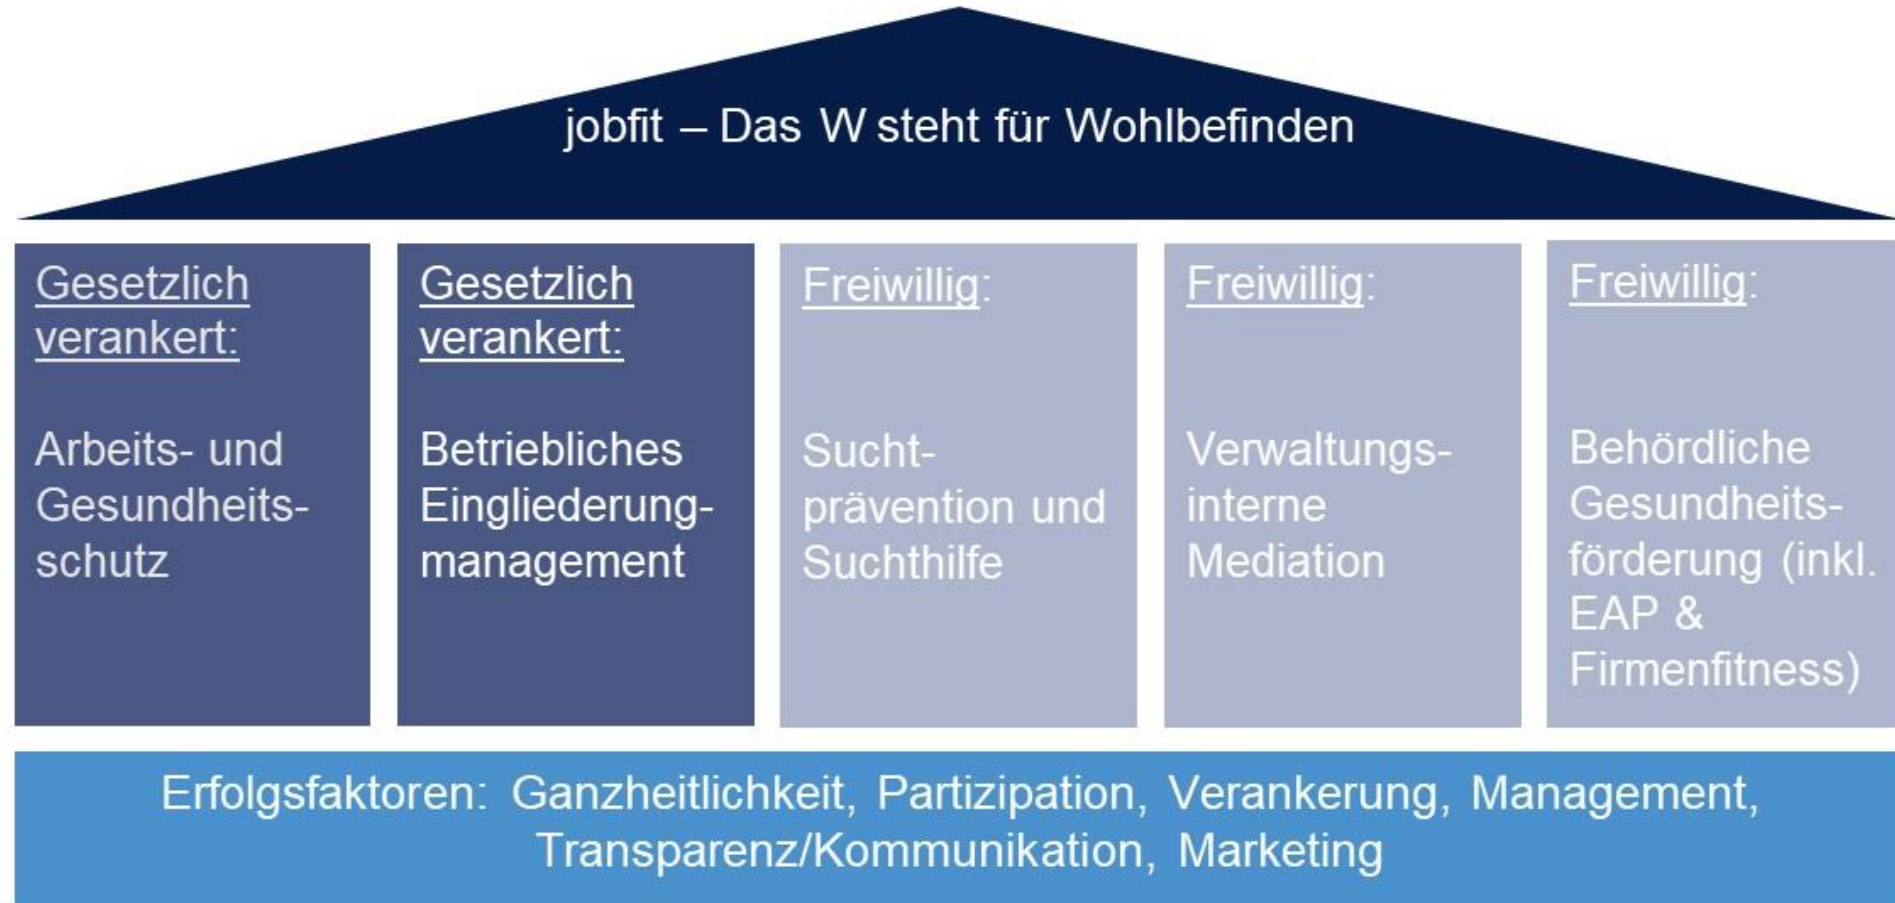 jobfit – Das W steht für Wohlbefinden
Gesetzlich
verankert:
Arbeits- und
Gesundheits-
schutz
Gesetzlich
verankert:
Betriebliches
Eingliederung-
management
Freiwillig:
Sucht-
prävention und
Suchthilfe
Freiwillig:
Verwaltungs-
interne
Mediation
Freiwillig:
Behördliche
Gesundheits-
förderung (inkl.
EAP &
Firmenfitness)
Erfolgsfaktoren: Ganzheitlichkeit, Partizipation, Verankerung, Management,
Transparenz/Kommunikation, Marketing